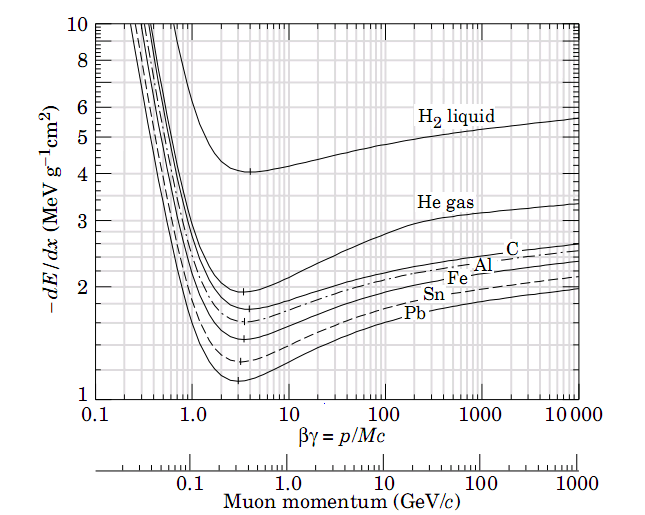 10
8
6
5
4
3
2
1
−dE/dx (MeV g⁻¹cm²)
H₂ liquid
He gas
C
Al
Fe
Sn
Pb
0.1 1.0 10 100 1000 10 000
βγ = p/Mc
0.1 1.0 10 100 1000
Muon momentum (GeV/c)